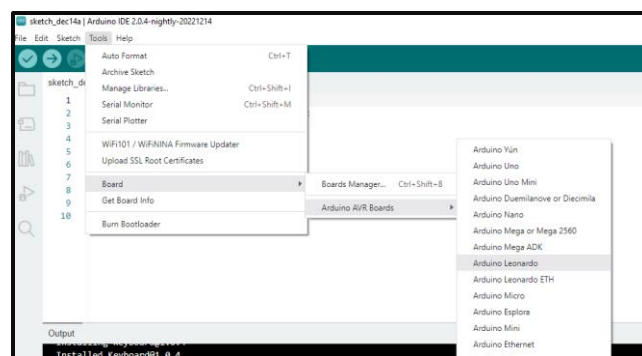 sketch_dec14a | Arduino IDE 2.0.4-nightly-20221214
File Edit Sketch Tools Help
sketch_de
1
2
3
4
5
6
7
8
9
10
Auto Format Ctrl+T
Archive Sketch
Manage Libraries... Ctrl+Shift+I
Serial Monitor Ctrl+Shift+M
Serial Plotter
WiFi101 / WiFiNINA Firmware Updater
Upload SSL Root Certificates
Board
Get Board Info
Burn Bootloader
Boards Manager... Ctrl+Shift+B
Arduino AVR Boards
Arduino Yún
Arduino Uno
Arduino Uno Mini
Arduino Duemilanove or Diecimila
Arduino Nano
Arduino Mega or Mega 2560
Arduino Mega ADK
Arduino Leonardo
Arduino Leonardo ETH
Arduino Micro
Arduino Esplora
Arduino Mini
Arduino Ethernet
Output
Installed Keyboard@1.0.4